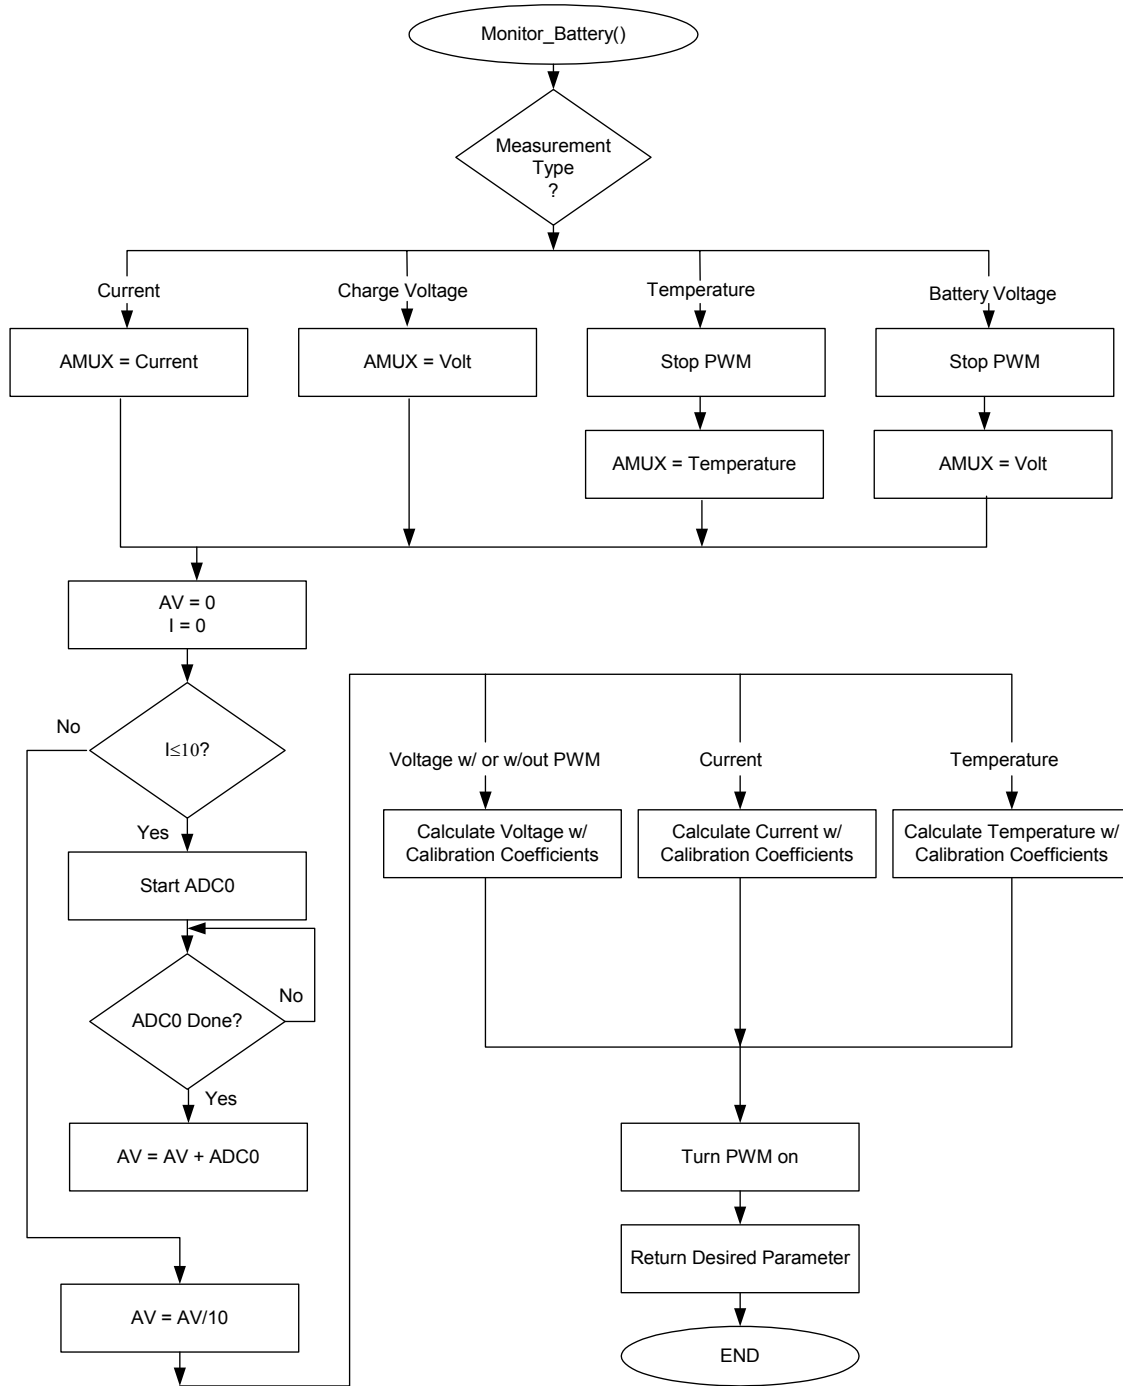 Monitor_Battery()
Measurement
Type
?
Current
Charge Voltage
Temperature
Battery Voltage
AMUX = Current
AMUX = Volt
Stop PWM
Stop PWM
AMUX = Temperature
AMUX = Volt
AV = 0
I = 0
No
I≤10?
Yes
Start ADC0
No
ADC0 Done?
Yes
AV = AV + ADC0
AV = AV/10
Voltage w/ or w/out PWM
Current
Temperature
Calculate Voltage w/
Calibration Coefficients
Calculate Current w/
Calibration Coefficients
Calculate Temperature w/
Calibration Coefficients
Turn PWM on
Return Desired Parameter
END